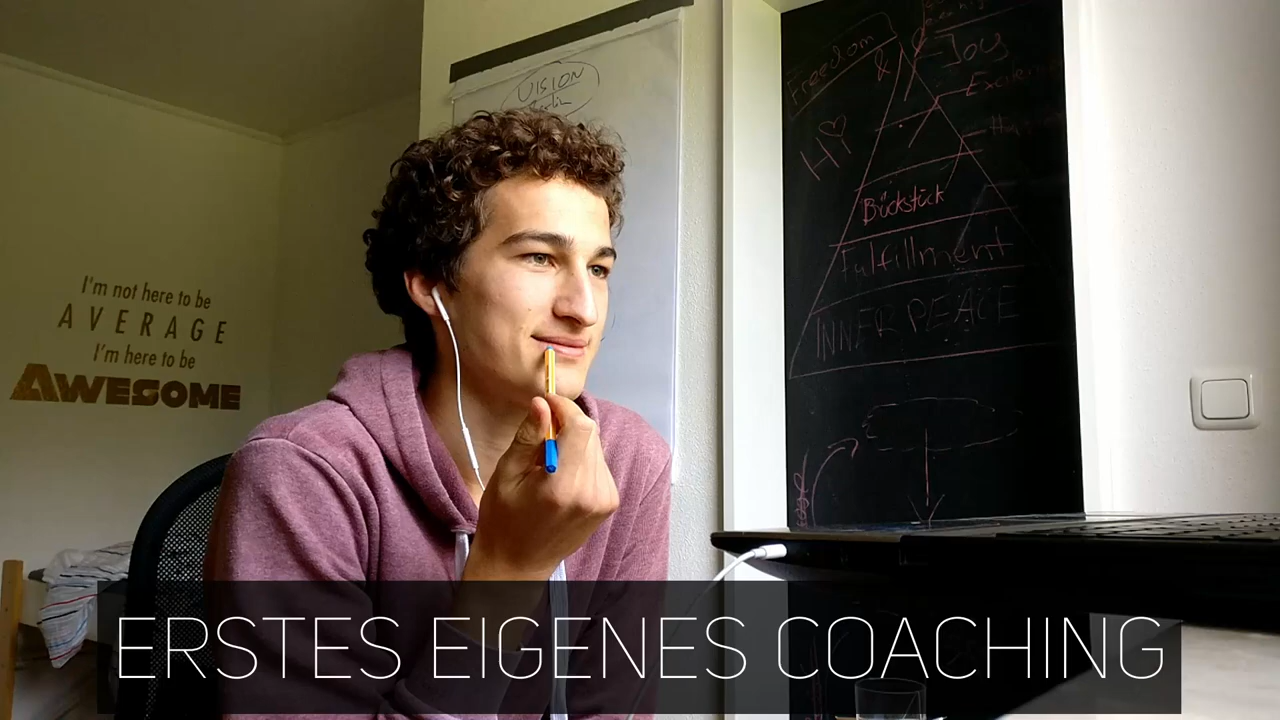 I'm not here to be
AVERAGE
I'm here to be
AWESOME
VISION
Berlin
Freedom
&
Joy
HI
Bückstück
Fulfillment
INNER PEACE
ERSTES EIGENES COACHING